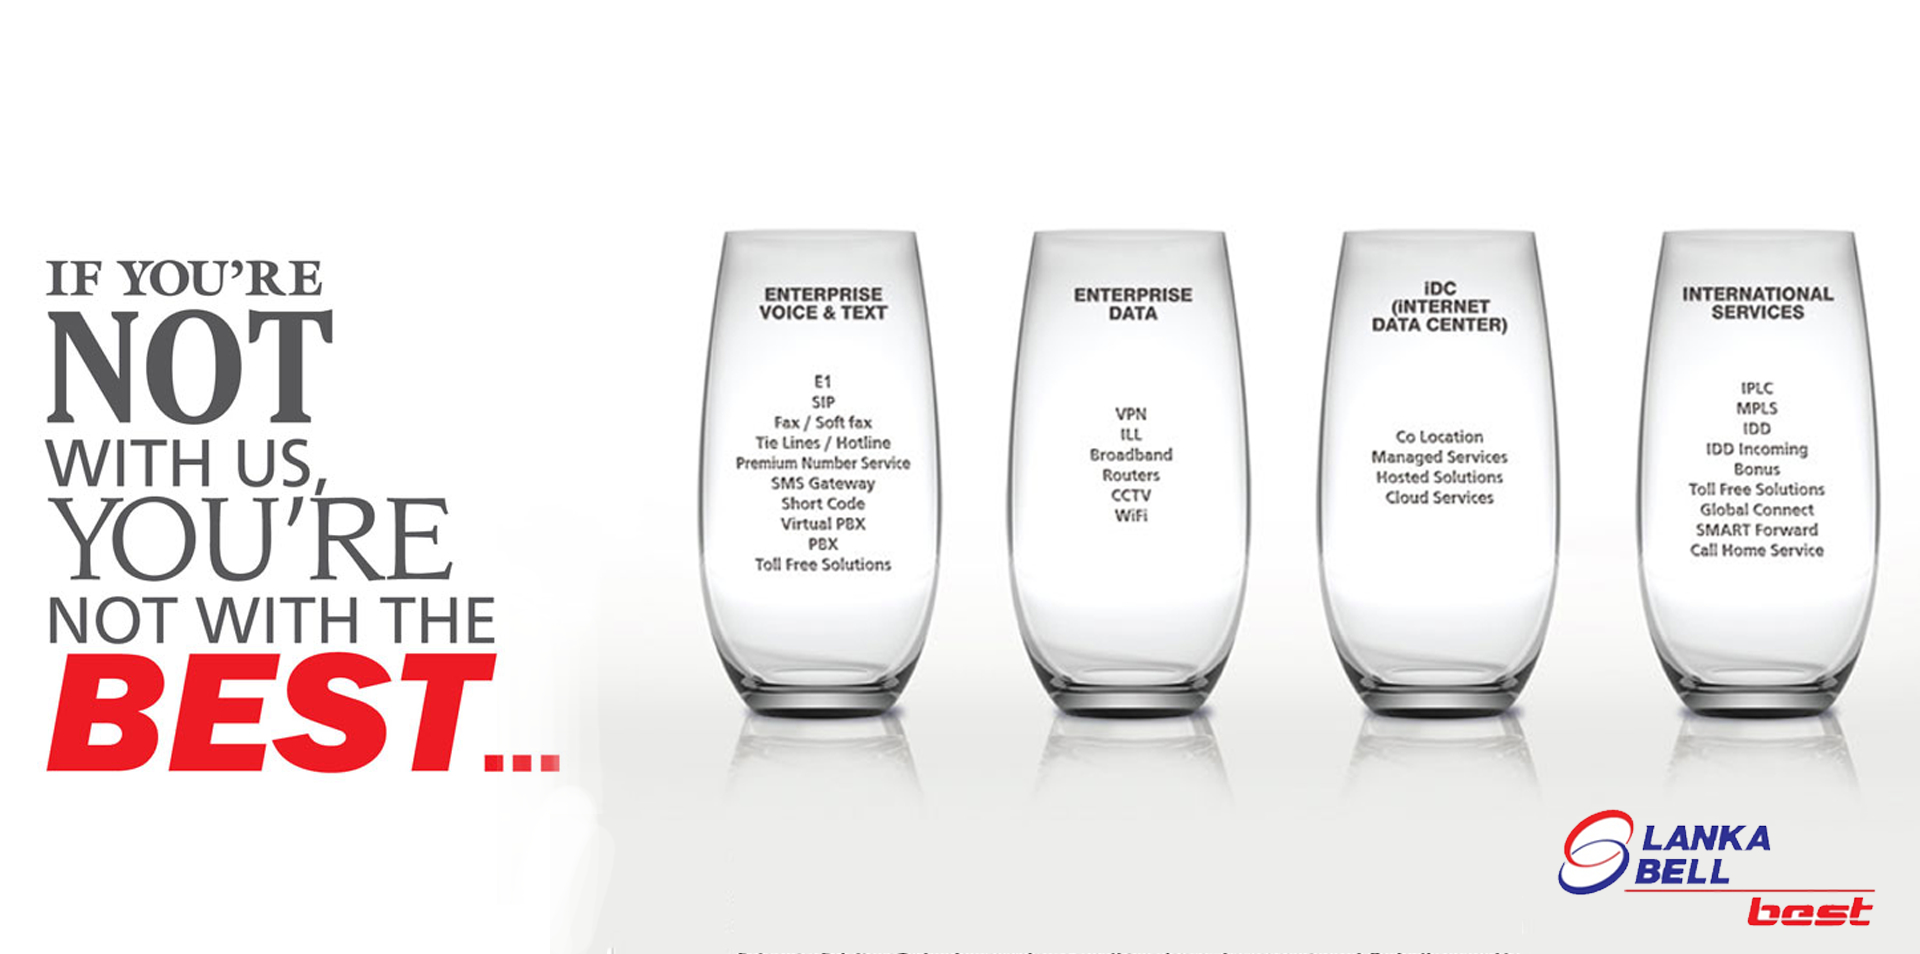 IF YOU'RE
NOT
WITH US,
YOU'RE
NOT WITH THE
BEST...
ENTERPRISE
VOICE & TEXT
E1
SIP
Fax / Soft fax
Tie Lines / Hotline
Premium Number Service
SMS Gateway
Short Code
Virtual PBX
PBX
Toll Free Solutions
ENTERPRISE
DATA
VPN
ILL
Broadband
Routers
CCTV
WiFi
iDC
(iNTERNET
DATA CENTER)
Co Location
Managed Services
Hosted Solutions
Cloud Services
INTERNATIONAL
SERVICES
IPLC
MPLS
IDD
IDD Incoming
Bonus
Toll Free Solutions
Global Connect
SMART Forward
Call Home Service
LANKA
BELL
best